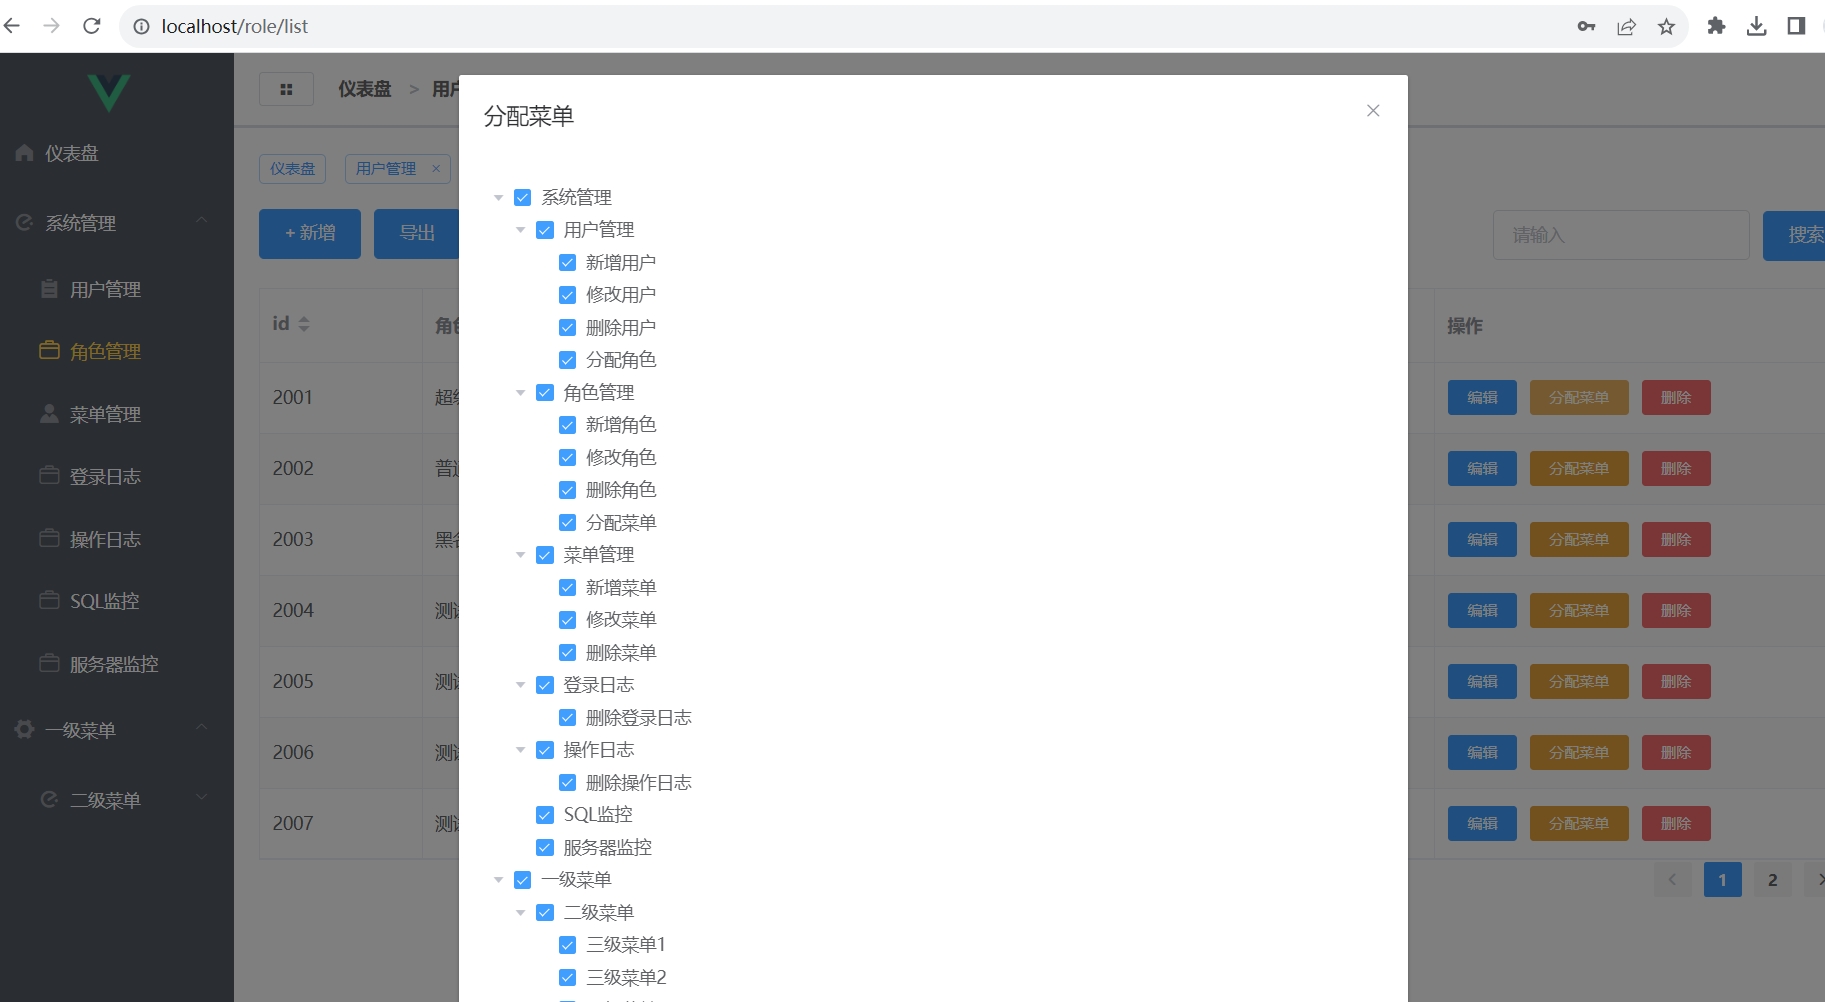 localhost/role/list
仪表盘
系统管理
用户管理
角色管理
菜单管理
登录日志
操作日志
SQL监控
服务器监控
一级菜单
二级菜单
仪表盘 > 用户
仪表盘 用户管理 ×
+ 新增 导出
请输入 搜索
id 角色 操作
2001 超级 编辑 分配菜单 删除
2002 普通 编辑 分配菜单 删除
2003 黑名 编辑 分配菜单 删除
2004 测试 编辑 分配菜单 删除
2005 测试 编辑 分配菜单 删除
2006 测试 编辑 分配菜单 删除
2007 测试 编辑 分配菜单 删除
1 2
分配菜单
系统管理
用户管理
新增用户
修改用户
删除用户
分配角色
角色管理
新增角色
修改角色
删除角色
分配菜单
菜单管理
新增菜单
修改菜单
删除菜单
登录日志
删除登录日志
操作日志
删除操作日志
SQL监控
服务器监控
一级菜单
二级菜单
三级菜单1
三级菜单2